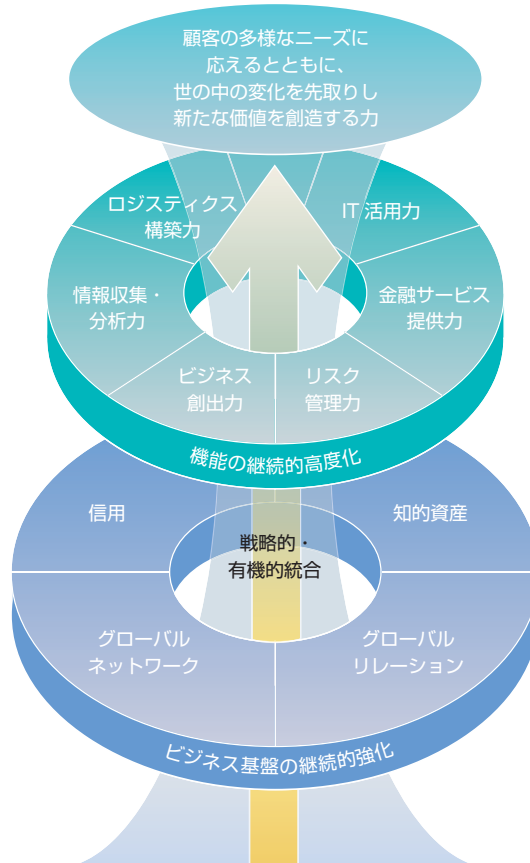 顧客の多様なニーズに
応えるとともに、
世の中の変化を先取りし
新たな価値を創造する力
ロジスティクス
構築力
IT 活用力
情報収集・
分析力
金融サービス
提供力
ビジネス
創出力
リスク
管理力
機能の継続的高度化
信用
知的資産
戦略的・
有機的統合
グローバル
ネットワーク
グローバル
リレーション
ビジネス基盤の継続的強化